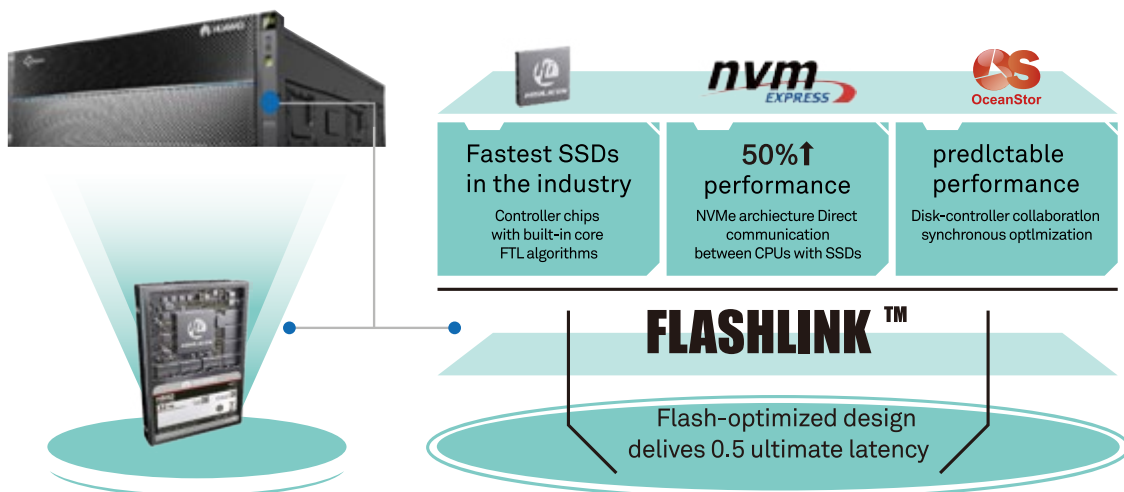 HUAWEI
nvm
EXPRESS
OS
OceanStor
Fastest SSDs
in the industry
Controller chips
with built-in core
FTL algorithms
50%↑
performance
NVMe archiecture Direct
communication
between CPUs with SSDs
predlctable
performance
Disk-controller collaboratlon
synchronous optlmization
FLASHLINK ™
Flash-optimized design
delives 0.5 ultimate latency